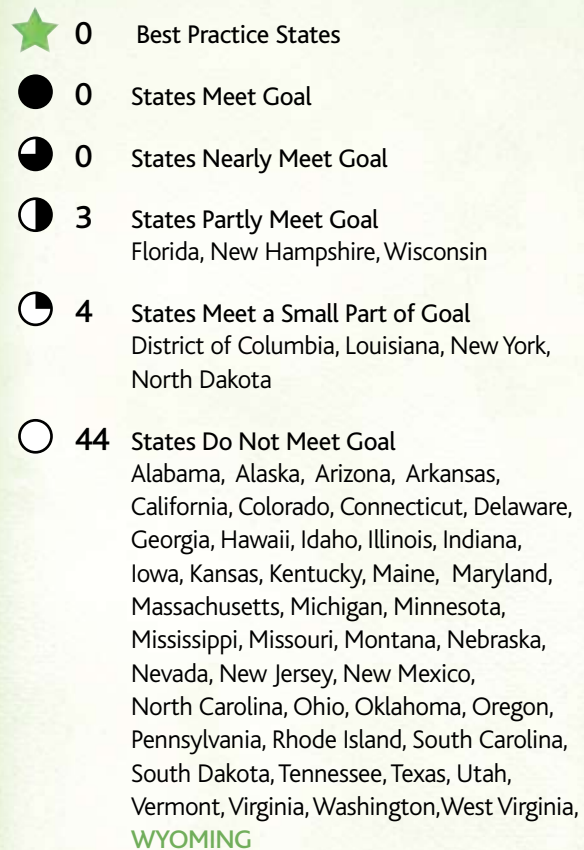 0 Best Practice States
0 States Meet Goal
0 States Nearly Meet Goal
3 States Partly Meet Goal
Florida, New Hampshire, Wisconsin
4 States Meet a Small Part of Goal
District of Columbia, Louisiana, New York,
North Dakota
44 States Do Not Meet Goal
Alabama, Alaska, Arizona, Arkansas,
California, Colorado, Connecticut, Delaware,
Georgia, Hawaii, Idaho, Illinois, Indiana,
Iowa, Kansas, Kentucky, Maine, Maryland,
Massachusetts, Michigan, Minnesota,
Mississippi, Missouri, Montana, Nebraska,
Nevada, New Jersey, New Mexico,
North Carolina, Ohio, Oklahoma, Oregon,
Pennsylvania, Rhode Island, South Carolina,
South Dakota, Tennessee, Texas, Utah,
Vermont, Virginia, Washington, West Virginia,
WYOMING